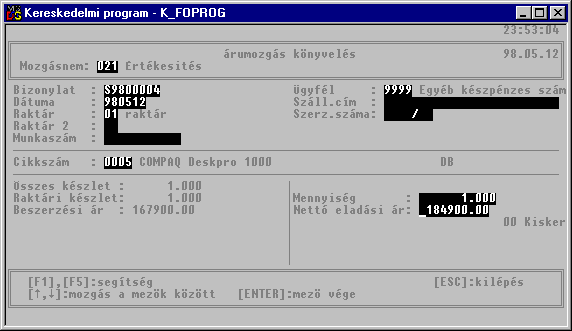 Kereskedelmi program - K_FOPROG
23:53:04
árumozgás könyvelés 98.05.12
Mozgásnem: 021 Értékesités
Bizonylat : S9800004 Ügyfél : 9999 Egyéb készpénzes szám
Dátuma : 980512 Száll.cím :
Raktár : 01 raktár Szerz.száma: /
Raktár 2 :
Munkaszám :
Cikkszám : 0005 COMPAQ Deskpro 1000 DB
Összes készlet : 1.000
Raktári készlet: 1.000 Mennyiség : 1.000
Beszerzési ár : 167900.00 Nettó eladási ár: 184900.00
00 Kisker
[F1],[F5]:segítség [ESC]:kilépés
[↑,↓]:mozgás a mezök között [ENTER]:mezö vége